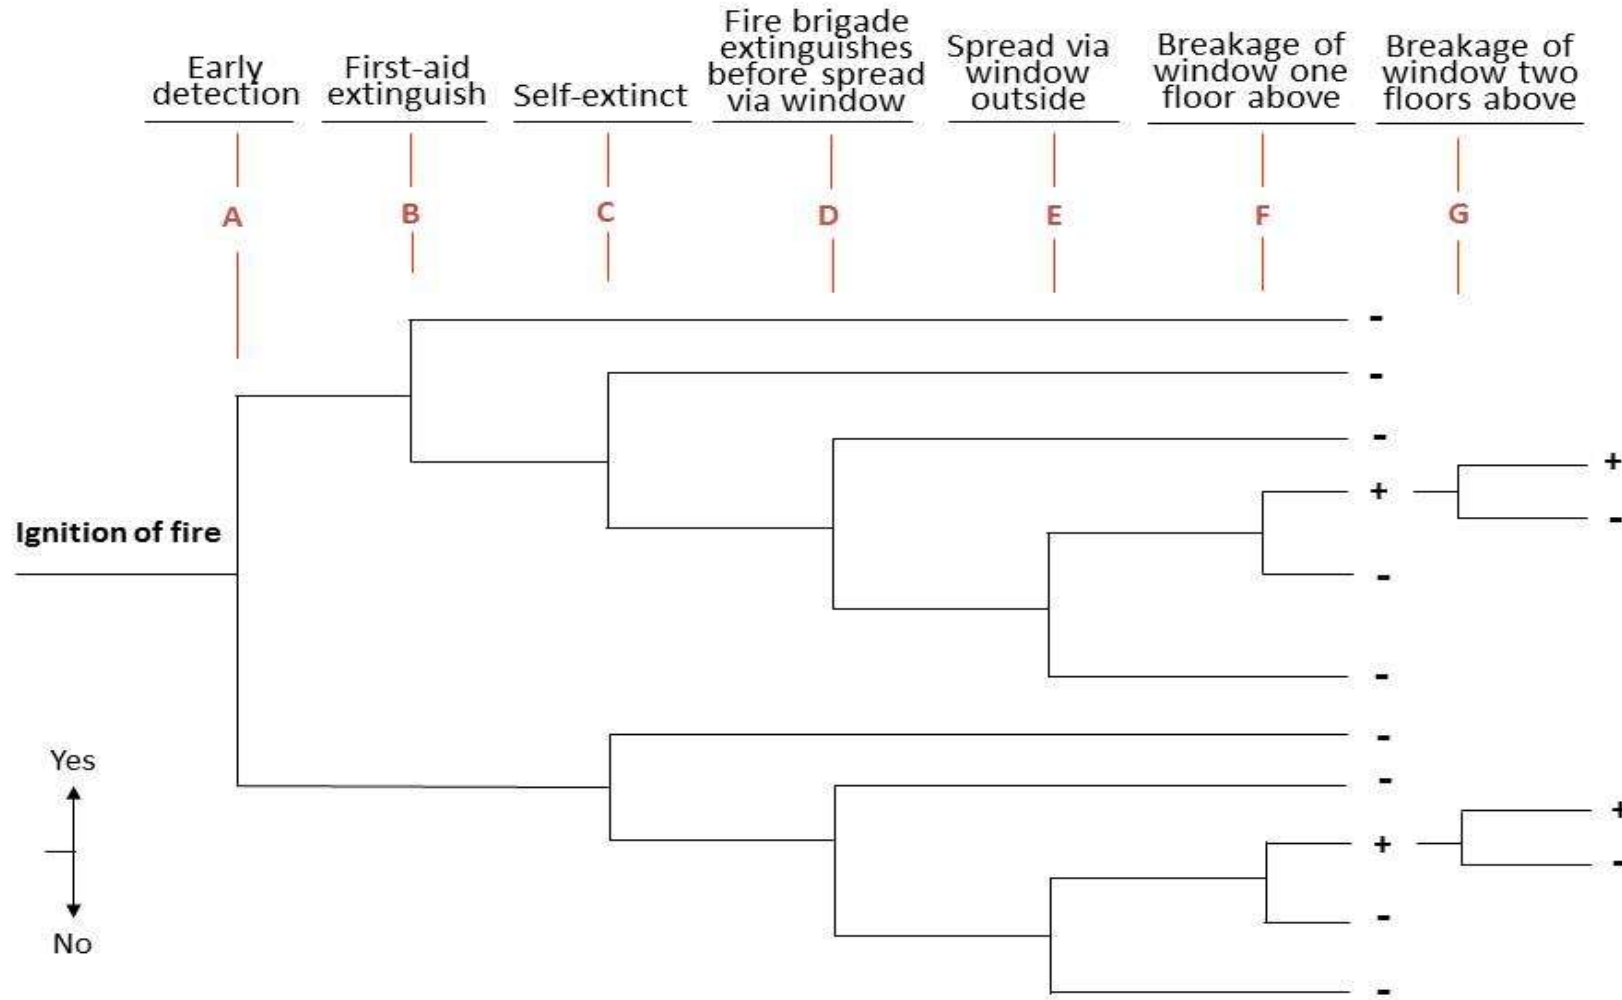 Early
detection
First-aid
extinguish
Self-extinct
Fire brigade
extinguishes
before spread
via window
Spread via
window
outside
Breakage of
window one
floor above
Breakage of
window two
floors above
A
B
C
D
E
F
G
-
-
-
+
+
-
-
-
Ignition of fire
-
-
+
+
-
-
-
Yes
No